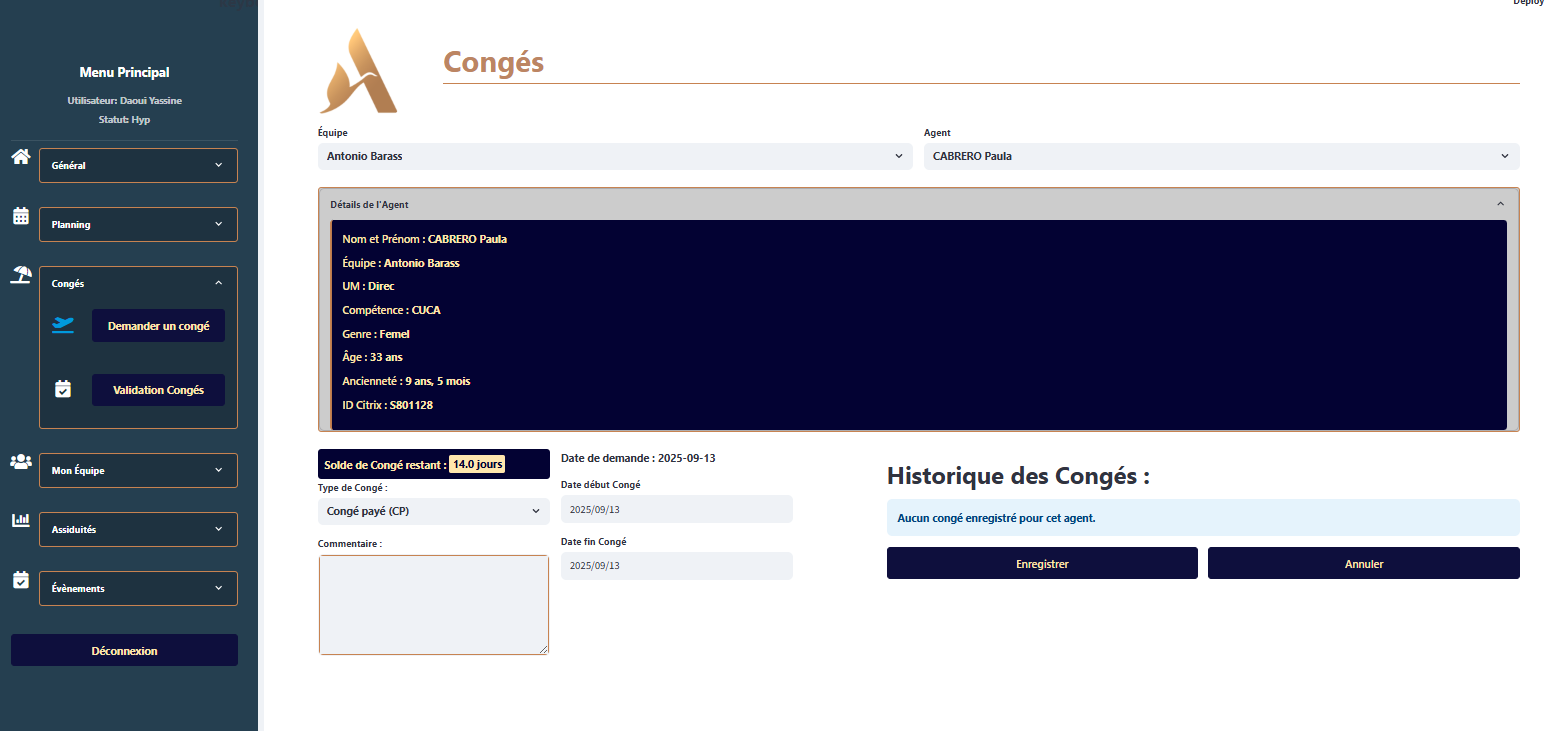 Deploy
Menu Principal
Utilisateur: Daoui Yassine
Statut: Hyp
Général
Planning
Congés
Demander un congé
Validation Congés
Mon Équipe
Assiduités
Évènements
Déconnexion
Congés
Équipe
Antonio Barass
Agent
CABRERO Paula
Détails de l'Agent
Nom et Prénom : CABRERO Paula
Équipe : Antonio Barass
UM : Direc
Compétence : CUCA
Genre : Femel
Âge : 33 ans
Ancienneté : 9 ans, 5 mois
ID Citrix : S801128
Solde de Congé restant : 14.0 jours
Type de Congé :
Congé payé (CP)
Commentaire :
Date de demande : 2025-09-13
Date début Congé
2025/09/13
Date fin Congé
2025/09/13
Historique des Congés :
Aucun congé enregistré pour cet agent.
Enregistrer
Annuler